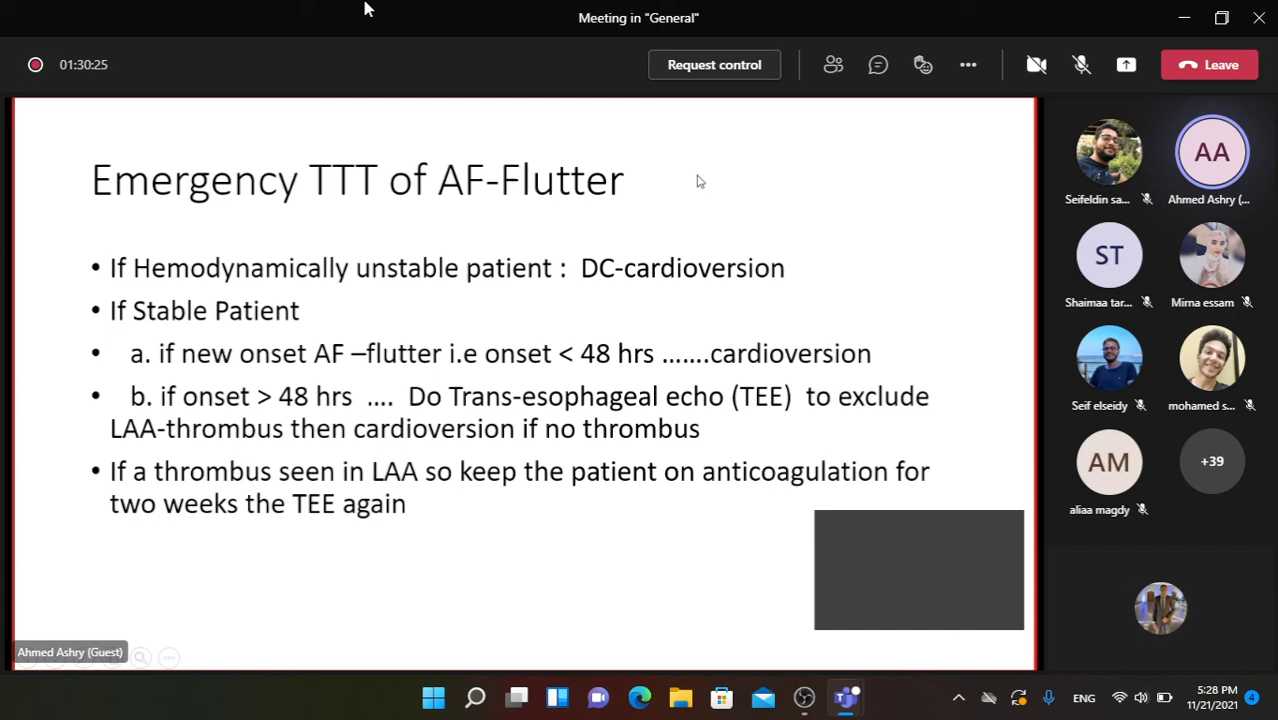 Meeting in "General"
01:30:25
Request control
Leave
Emergency TTT of AF-Flutter
• If Hemodynamically unstable patient : DC-cardioversion
• If Stable Patient
• a. if new onset AF –flutter i.e onset < 48 hrs …….cardioversion
• b. if onset > 48 hrs …. Do Trans-esophageal echo (TEE) to exclude
LAA-thrombus then cardioversion if no thrombus
• If a thrombus seen in LAA so keep the patient on anticoagulation for
two weeks the TEE again
AA
Seifeldin sa...
Ahmed Ashry (...
ST
Shaimaa tar...
Mirna essam
Seif elseidy
mohamed s...
AM
+39
aliaa magdy
Ahmed Ashry (Guest)
ENG
5:28 PM
11/21/2021
4